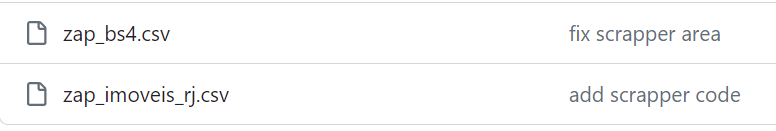 zap_bs4.csv fix scrapper area
zap_imoveis_rj.csv add scrapper code